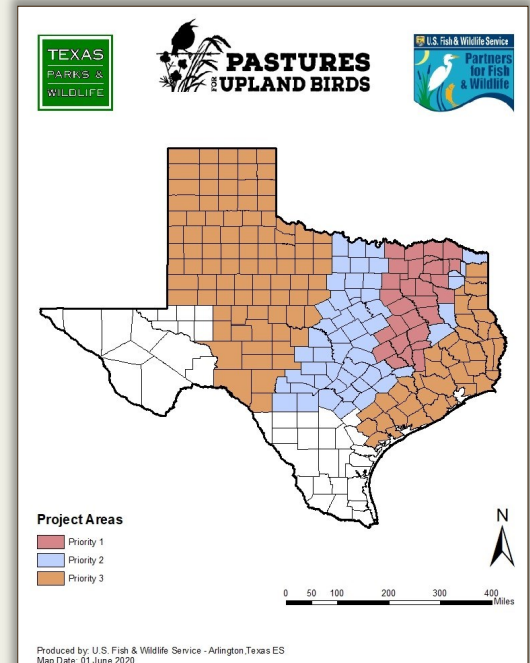 TEXAS
PARKS &
WILDLIFE
PASTURES
FOR
UPLAND BIRDS
U.S. Fish & Wildlife Service
Partners
for Fish
& Wildlife
Project Areas
Priority 1
Priority 2
Priority 3
N
0 50 100 200 300 400
Miles
Produced by: U.S. Fish & Wildlife Service - Arlington,Texas ES
Map Date: 01 June 2020